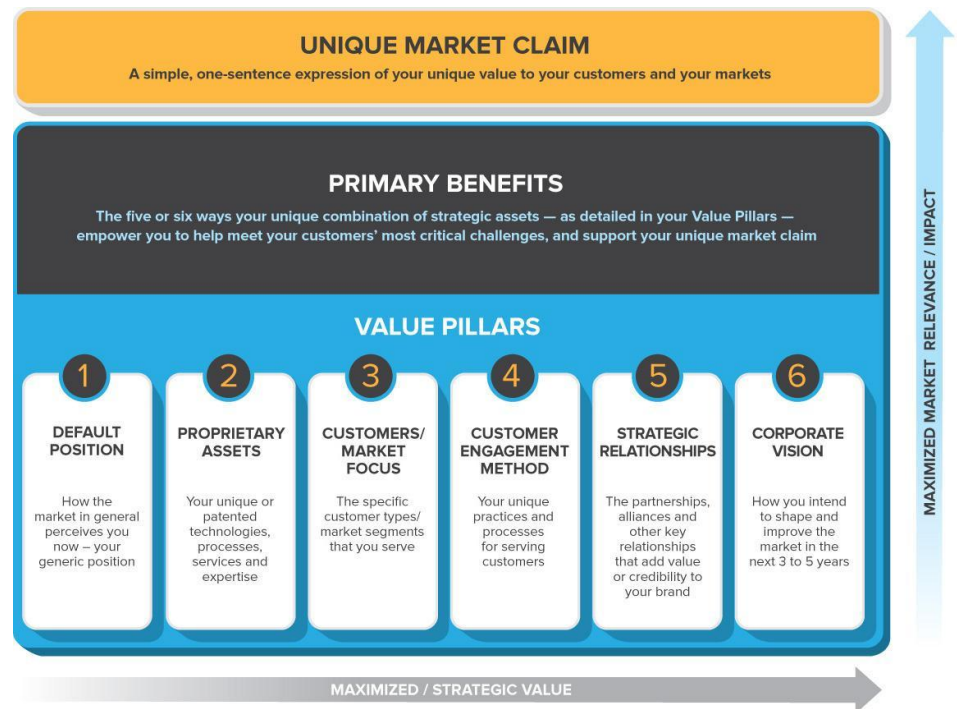 UNIQUE MARKET CLAIM
A simple, one-sentence expression of your unique value to your customers and your markets
PRIMARY BENEFITS
The five or six ways your unique combination of strategic assets — as detailed in your Value Pillars —
empower you to help meet your customers' most critical challenges, and support your unique market claim
VALUE PILLARS
1
DEFAULT
POSITION
How the
market in general
perceives you
now – your
generic position
2
PROPRIETARY
ASSETS
Your unique or
patented
technologies,
processes,
services and
expertise
3
CUSTOMERS/
MARKET
FOCUS
The specific
customer types/
market segments
that you serve
4
CUSTOMER
ENGAGEMENT
METHOD
Your unique
practices and
processes
for serving
customers
5
STRATEGIC
RELATIONSHIPS
The partnerships,
alliances and
other key
relationships
that add value
or credibility to
your brand
6
CORPORATE
VISION
How you intend
to shape and
improve the
market in the
next 3 to 5 years
MAXIMIZED / STRATEGIC VALUE
MAXIMIZED MARKET RELEVANCE / IMPACT